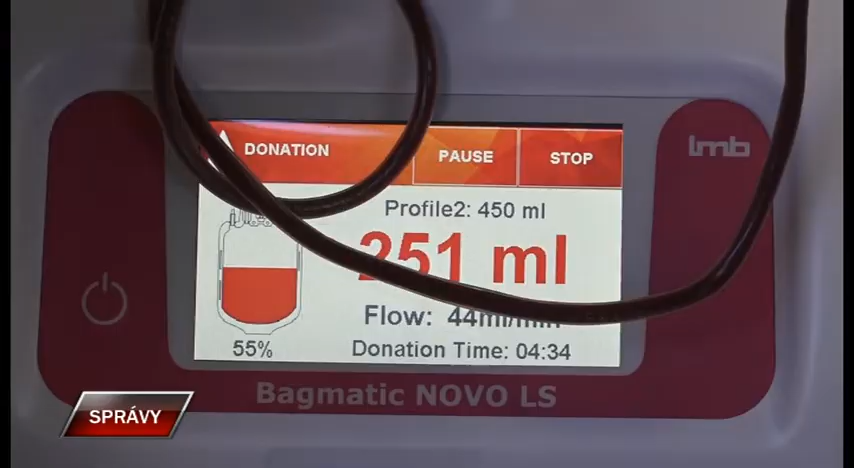 DONATION
PAUSE
STOP
lmb
Profile2: 450 ml
251 ml
Flow: 44ml/min
55%
Donation Time: 04:34
Bagmatic NOVO LS
SPRÁVY